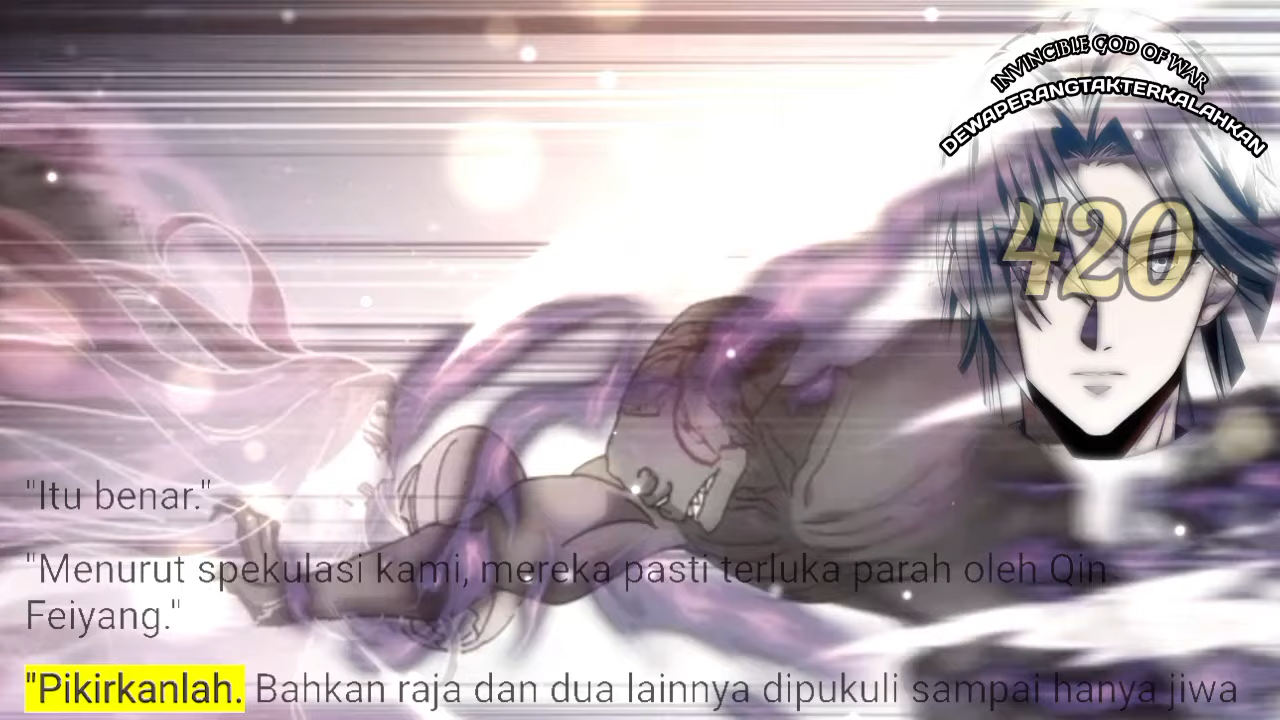 INVINCIBLE GOD OF WAR
DEWAPERANGTAKTERKALAHKAN
420
"Itu benar."
"Menurut spekulasi kami, mereka pasti terluka parah oleh Qin
Feiyang."
"Pikirkanlah. Bahkan raja dan dua lainnya dipukuli sampai hanya jiwa